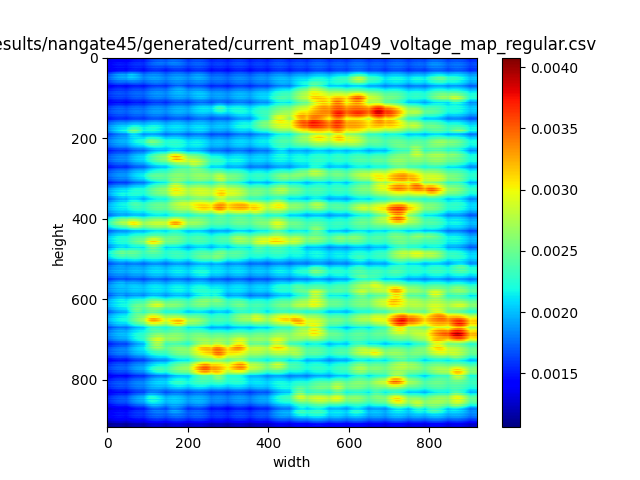 esults/nangate45/generated/current_map1049_voltage_map_regular.csv
0
200
400
600
800
height
0 200 400 600 800
width
0.0040
0.0035
0.0030
0.0025
0.0020
0.0015